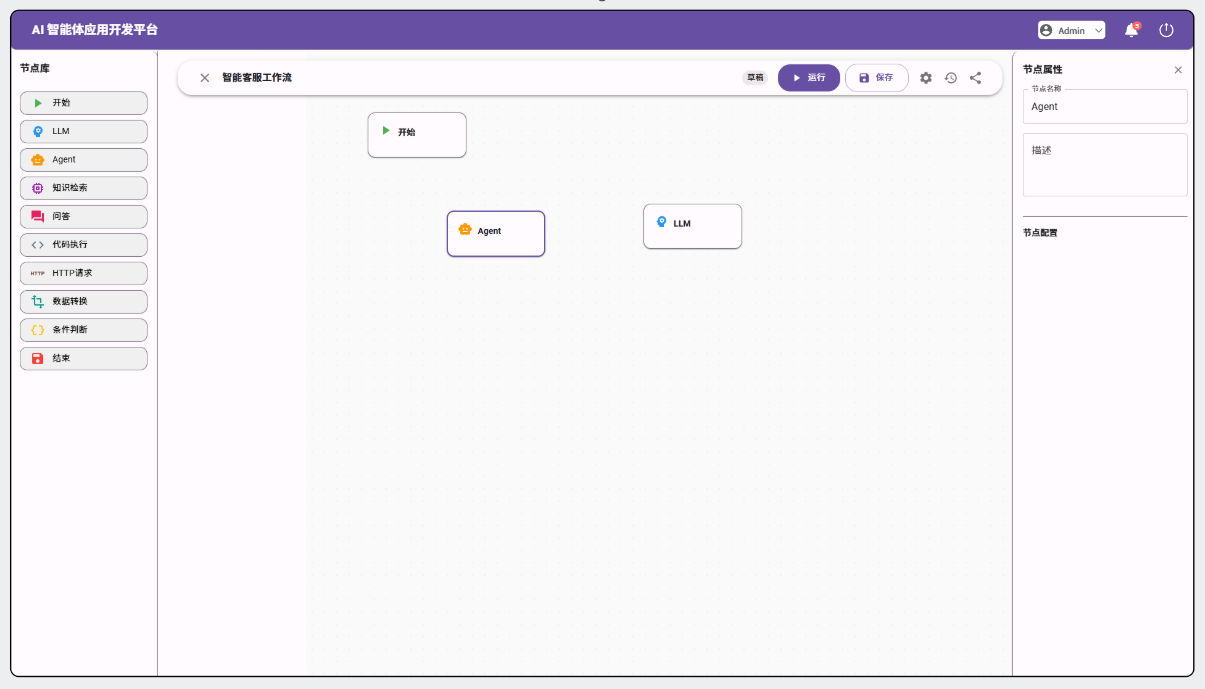 AI 智能体应用开发平台
Admin
3
节点库
开始
LLM
Agent
知识检索
问答
代码执行
HTTP HTTP请求
数据转换
条件判断
结束
智能客服工作流
草稿
运行
保存
开始
Agent
LLM
节点属性
节点名称
Agent
描述
节点配置